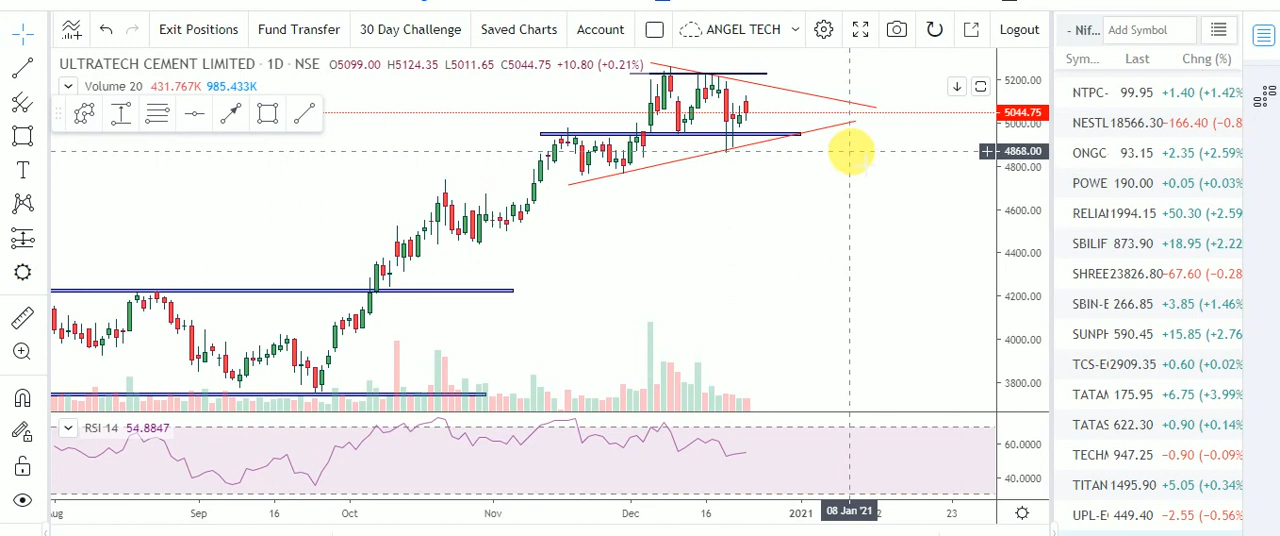 Exit Positions Fund Transfer 30 Day Challenge Saved Charts Account ANGEL TECH Logout
- Nif... Add Symbol
ULTRATECH CEMENT LIMITED · 1D · NSE O5099.00 H5124.35 L5011.65 C5044.75 +10.80 (+0.21%)
Volume 20 431.767K 985.433K
Sym... Last Chng (%)
5200.00
5044.75
5000.00
4868.00
4800.00
4600.00
4400.00
4200.00
4000.00
3800.00
NTPC- 99.95 +1.40 (+1.42%
NESTL 18566.30 -166.40 (-0.8
ONGC 93.15 +2.35 (+2.59%
POWE 190.00 +0.05 (+0.03%
RELIAI 1994.15 +50.30 (+2.59
SBILIF 873.90 +18.95 (+2.22
SHREE 23826.80 -67.60 (-0.28
SBIN-E 266.85 +3.85 (+1.46%
SUNPH 590.45 +15.85 (+2.76
TCS-E 2909.35 +0.60 (+0.02%
TATAM 175.95 +6.75 (+3.99%
TATAS 622.30 +0.90 (+0.14%
TECHM 947.25 -0.90 (-0.09%
TITAN 1495.90 +5.05 (+0.34%
UPL-E 449.40 -2.55 (-0.56%
RSI 14 54.8847
60.0000
40.0000
Aug Sep 16 Oct Nov Dec 16 2021 08 Jan '21 23